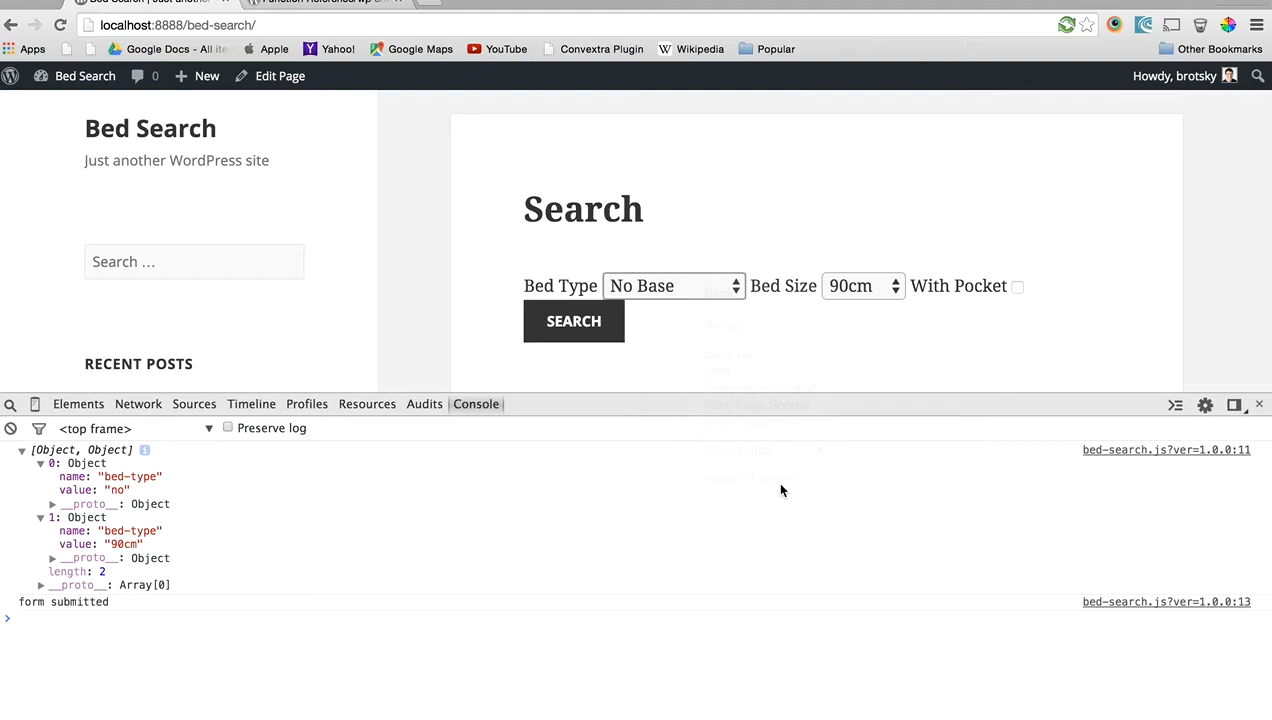 localhost:8888/bed-search/
Apps Google Docs - All ite Apple Yahoo! Google Maps YouTube Convextra Plugin Wikipedia Popular Other Bookmarks
Bed Search 0 New Edit Page Howdy, brotsky
Bed Search
Just another WordPress site
Search …
RECENT POSTS
Search
Bed Type No Base Bed Size 90cm With Pocket
SEARCH
Elements Network Sources Timeline Profiles Resources Audits Console
<top frame> Preserve log
[Object, Object] bed-search.js?ver=1.0.0:11
0: Object
name: "bed-type"
value: "no"
__proto__: Object
1: Object
name: "bed-type"
value: "90cm"
__proto__: Object
length: 2
__proto__: Array[0]
form submitted bed-search.js?ver=1.0.0:13